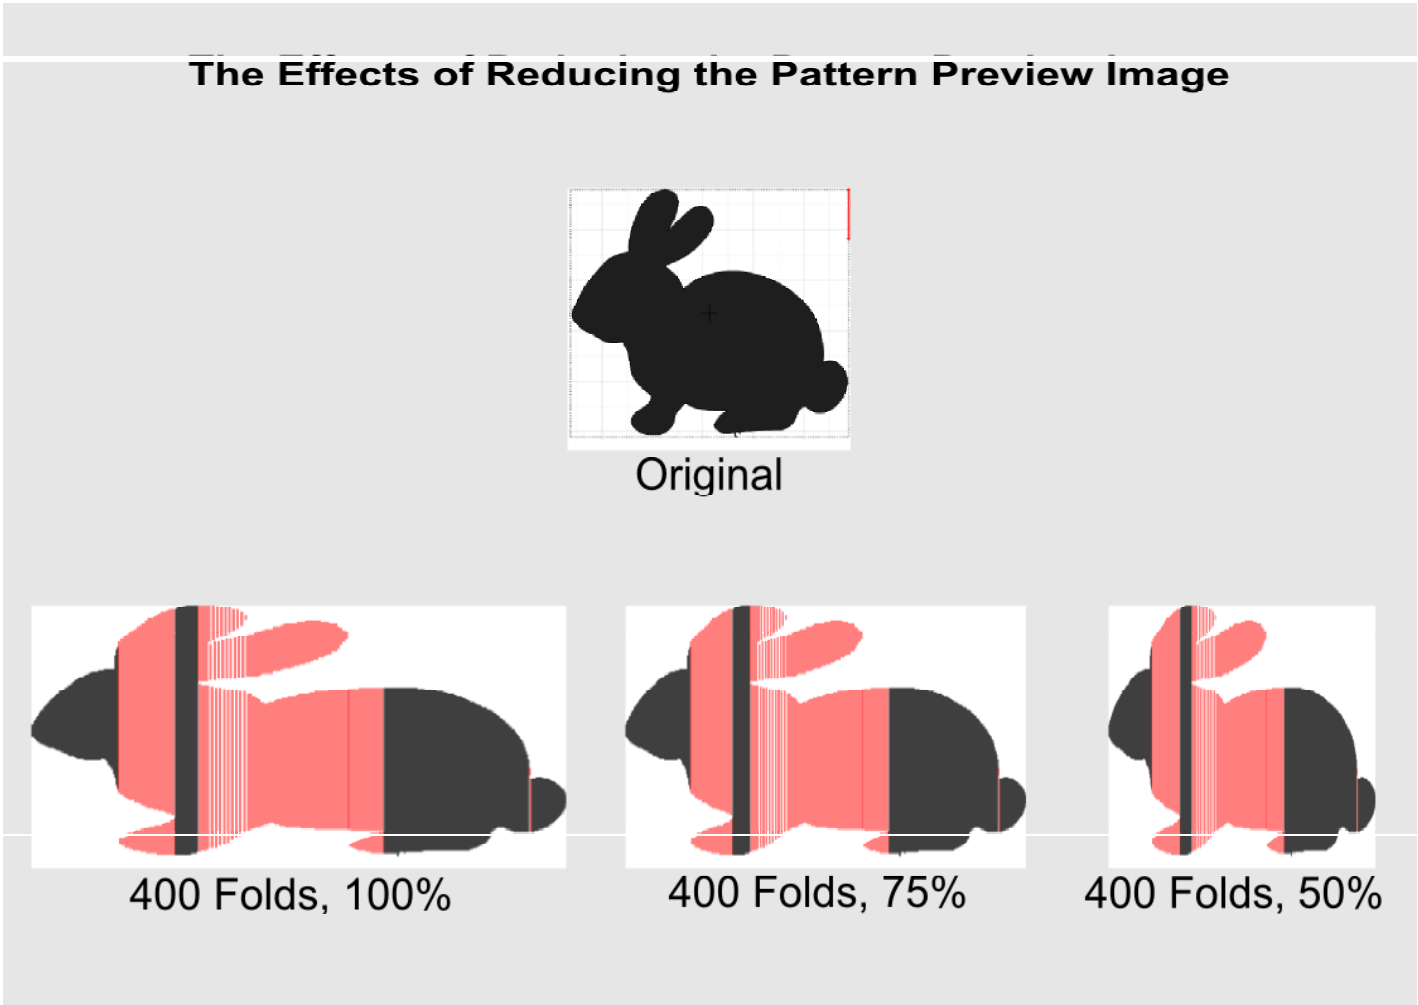 The Effects of Reducing the Pattern Preview Image
Original
400 Folds, 100%
400 Folds, 75%
400 Folds, 50%